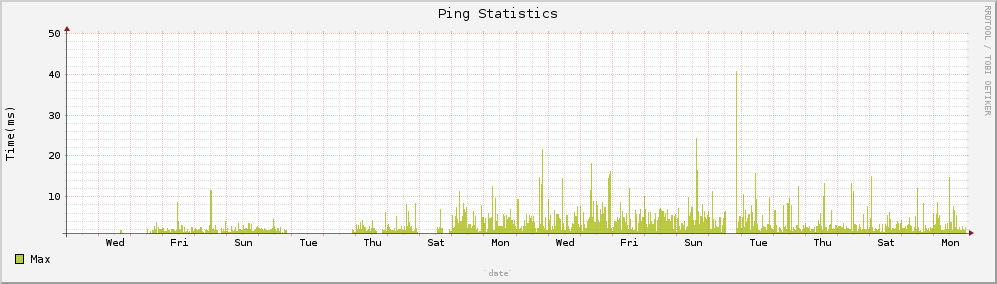 Ping Statistics
RRDTOOL / TOBI OETIKER
Time(ms)
50
40
30
20
10
Wed Fri Sun Tue Thu Sat Mon Wed Fri Sun Tue Thu Sat Mon
Max
`date`